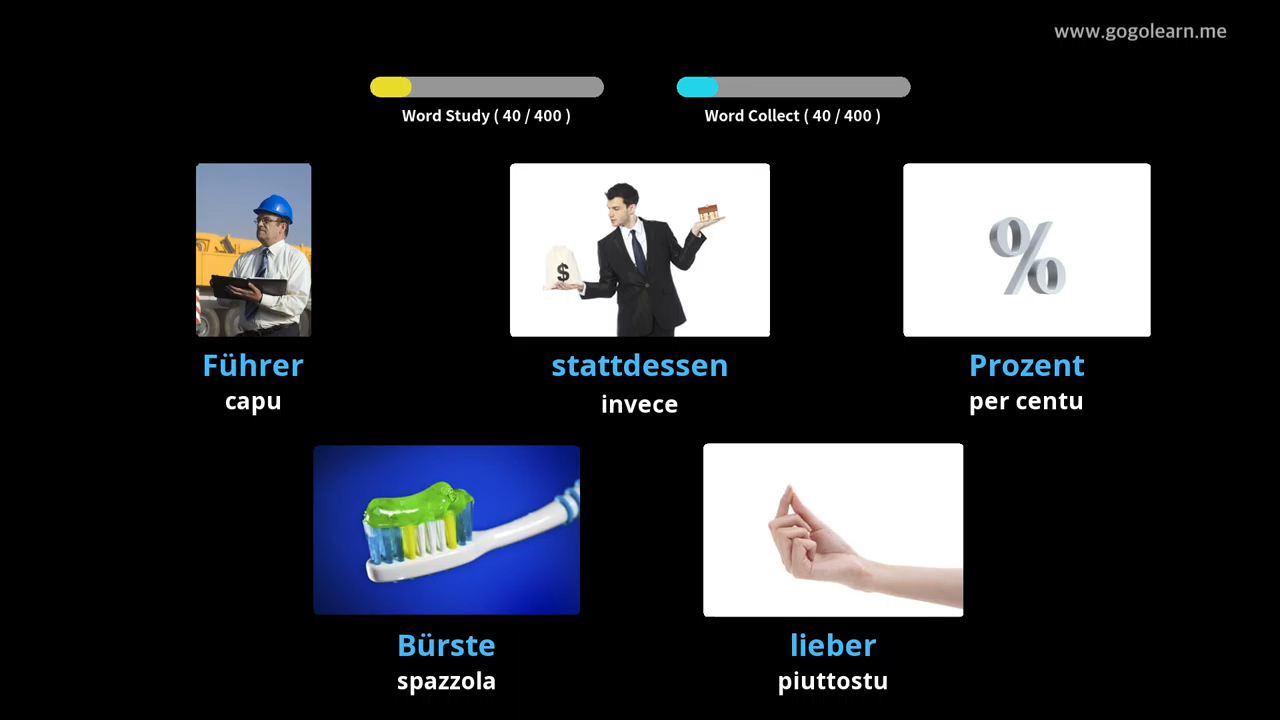 www.gogolearn.me
Word Study ( 40 / 400 )
Word Collect ( 40 / 400 )
$
%
Führer
capu
stattdessen
invece
Prozent
per centu
Bürste
spazzola
lieber
piuttostu